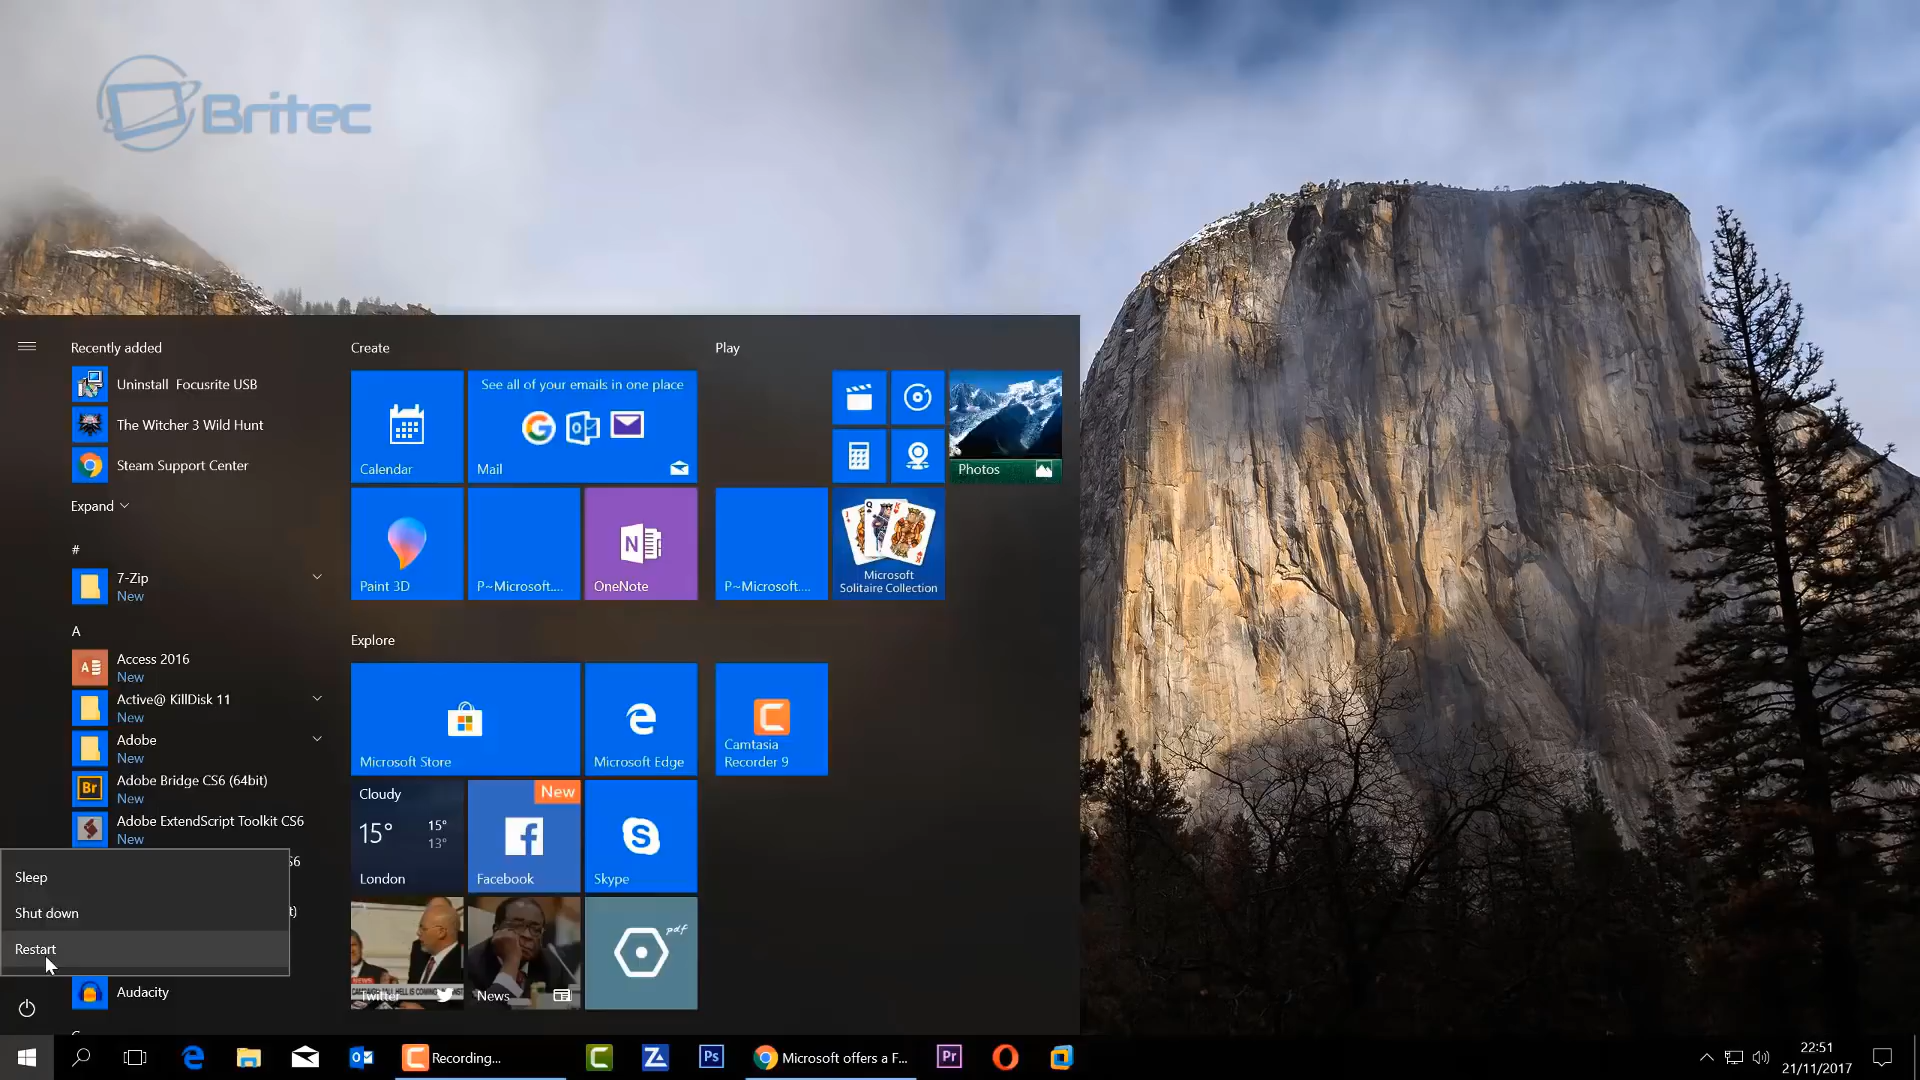 Britec
Recently added
Uninstall Focusrite USB
The Witcher 3 Wild Hunt
Steam Support Center
Expand
#
7-Zip
New
A
Access 2016
New
Active@ KillDisk 11
New
Adobe
New
Adobe Bridge CS6 (64bit)
New
Adobe ExtendScript Toolkit CS6
New
Sleep
Shut down
Restart
Audacity
Create
See all of your emails in one place
Calendar
Mail
Paint 3D
P~Microsoft....
OneNote
Play
Photos
P~Microsoft....
Microsoft
Solitaire Collection
Explore
Microsoft Store
Microsoft Edge
Camtasia
Recorder 9
Cloudy
15° 15°
13°
London
New
Facebook
Skype
Twitter
News
pdf
Recording...
Ps
Microsoft offers a F...
Pr
22:51
21/11/2017